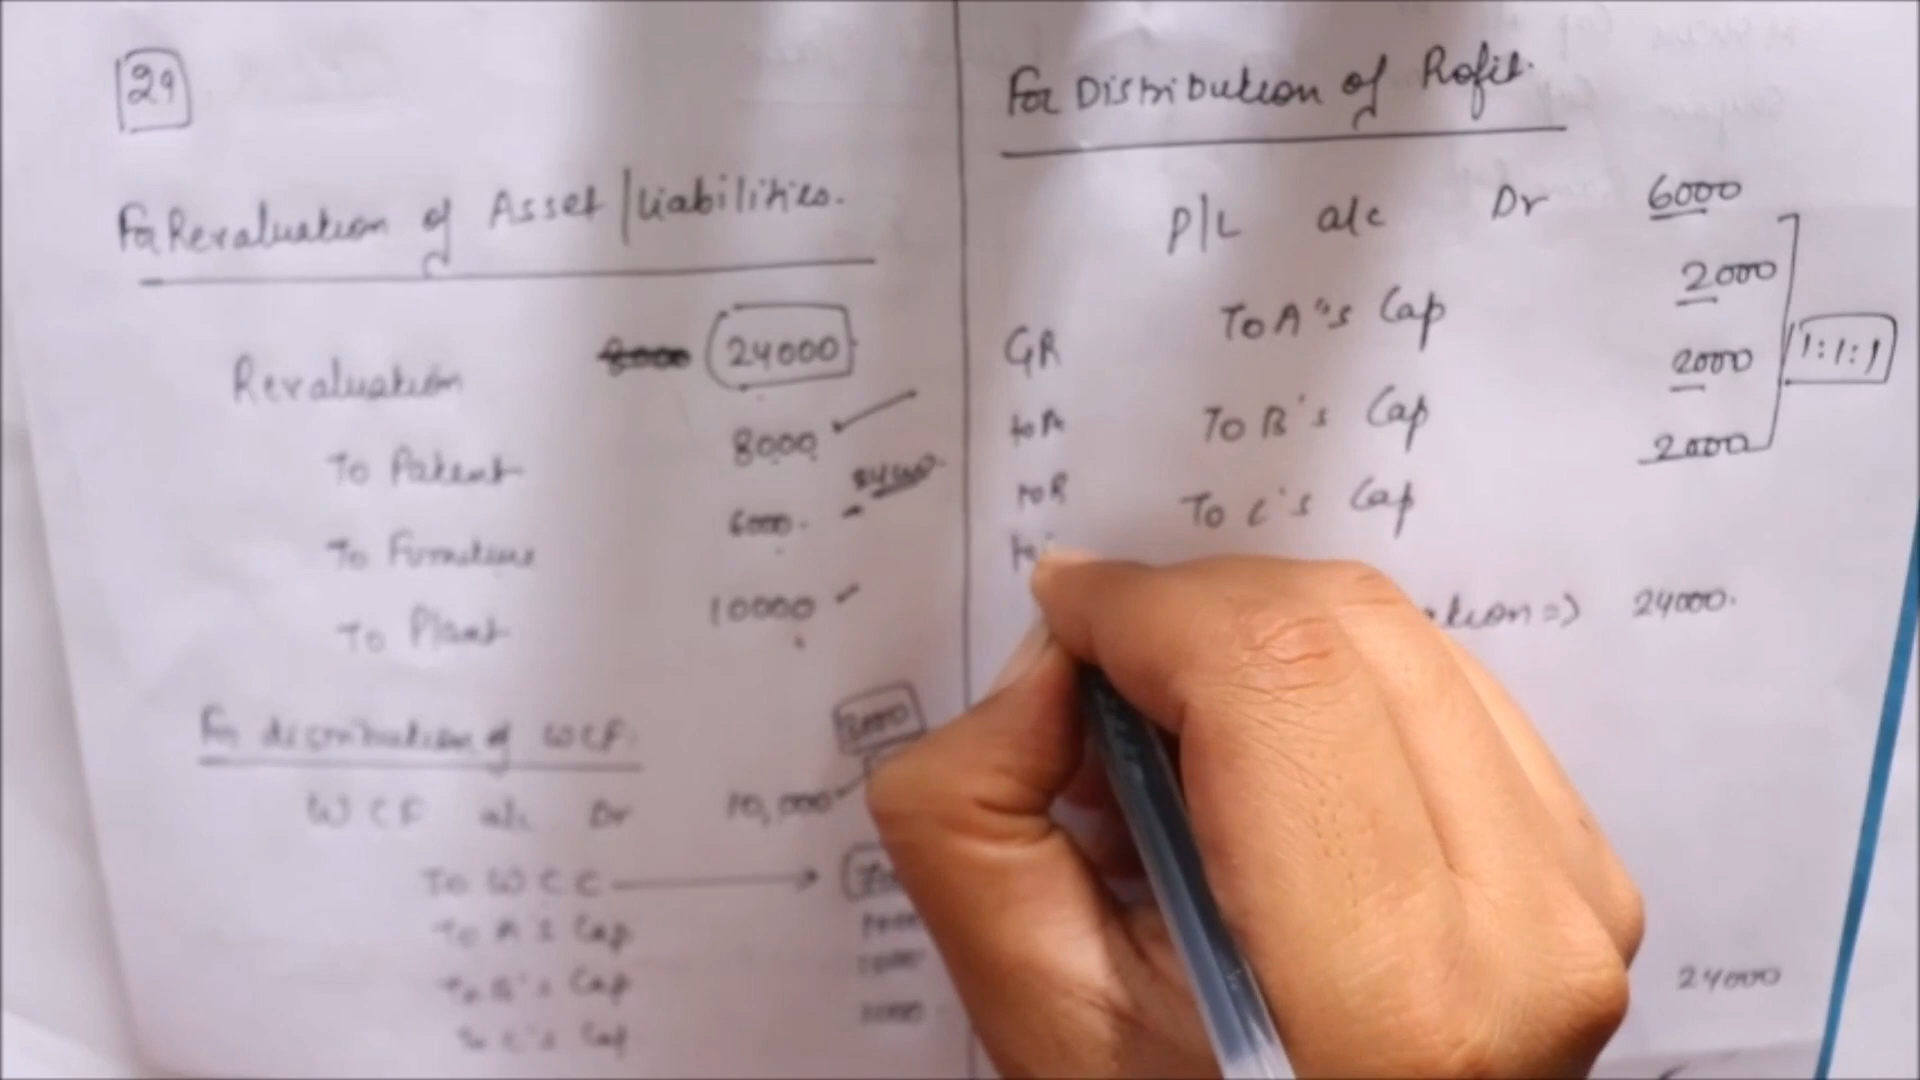 29
For Revaluation of Asset/Liabilities.
Revaluation 24000
To Patent 8000
To Furniture 6000.
To Plant 10000
For distribution of WCF.
WCF a/c Dr 10,000
To WCC
To A's Cap
To B's Cap
To C's Cap
For Distribution of Profit.
P/L a/c Dr 6000
To A"s Cap 2000
To B's Cap 2000
To C's Cap 2000
1:1:1
GR
to A
to B
24000.
24000